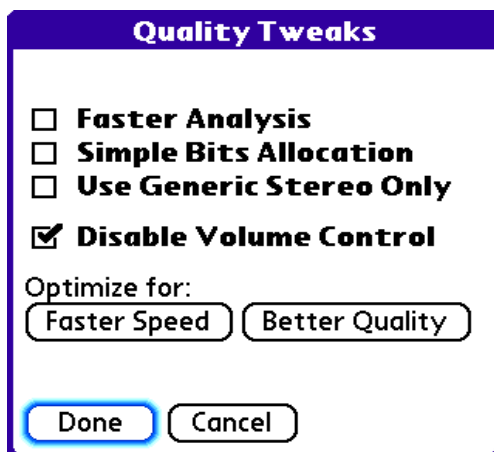 Quality Tweaks
Faster Analysis
Simple Bits Allocation
Use Generic Stereo Only
Disable Volume Control
Optimize for:
Faster Speed Better Quality
Done Cancel